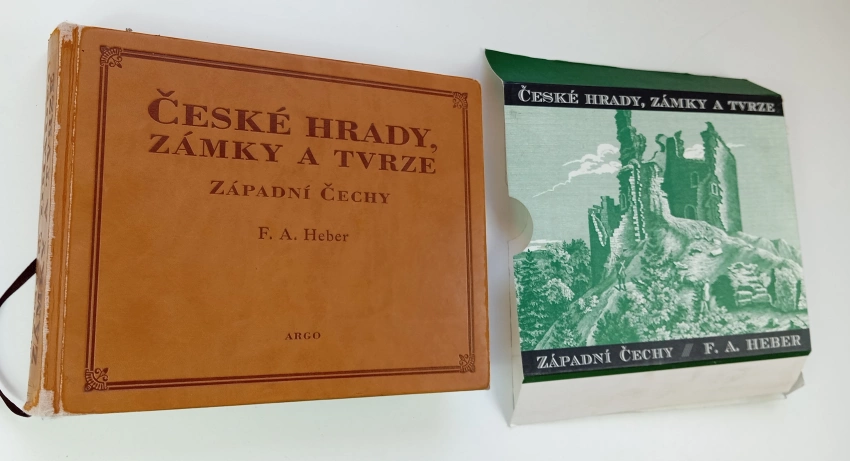 ČESKÉ HRADY,
ZÁMKY A TVRZE
ZÁPADNÍ ČECHY
F. A. Heber
ARGO
ČESKÉ HRADY, ZÁMKY A TVRZE
ZÁPADNÍ ČECHY / F. A. HEBER